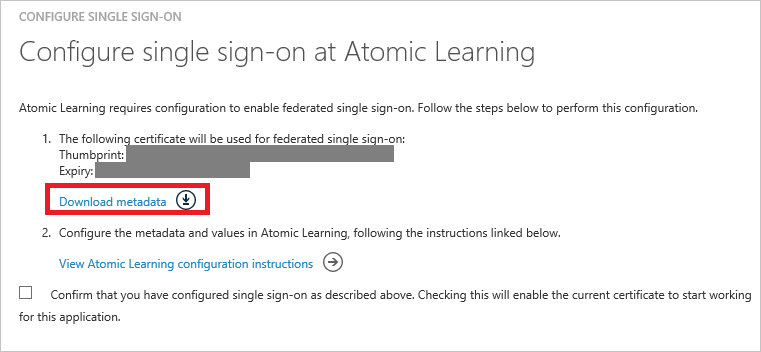 CONFIGURE SINGLE SIGN-ON
Configure single sign-on at Atomic Learning
Atomic Learning requires configuration to enable federated single sign-on. Follow the steps below to perform this configuration.
1. The following certificate will be used for federated single sign-on:
Thumbprint:
Expiry:
Download metadata
2. Configure the metadata and values in Atomic Learning, following the instructions linked below.
View Atomic Learning configuration instructions
Confirm that you have configured single sign-on as described above. Checking this will enable the current certificate to start working
for this application.